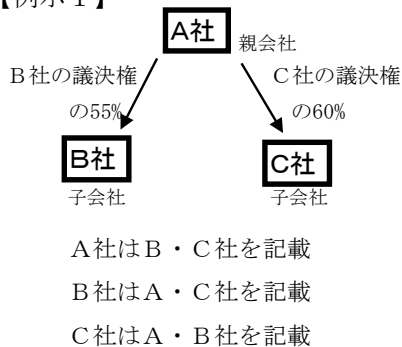 【例示１】
A社
親会社
Ｂ社の議決権
の55%
Ｃ社の議決権
の60%
B社
子会社
C社
子会社
Ａ社はＢ・Ｃ社を記載
Ｂ社はＡ・Ｃ社を記載
Ｃ社はＡ・Ｂ社を記載